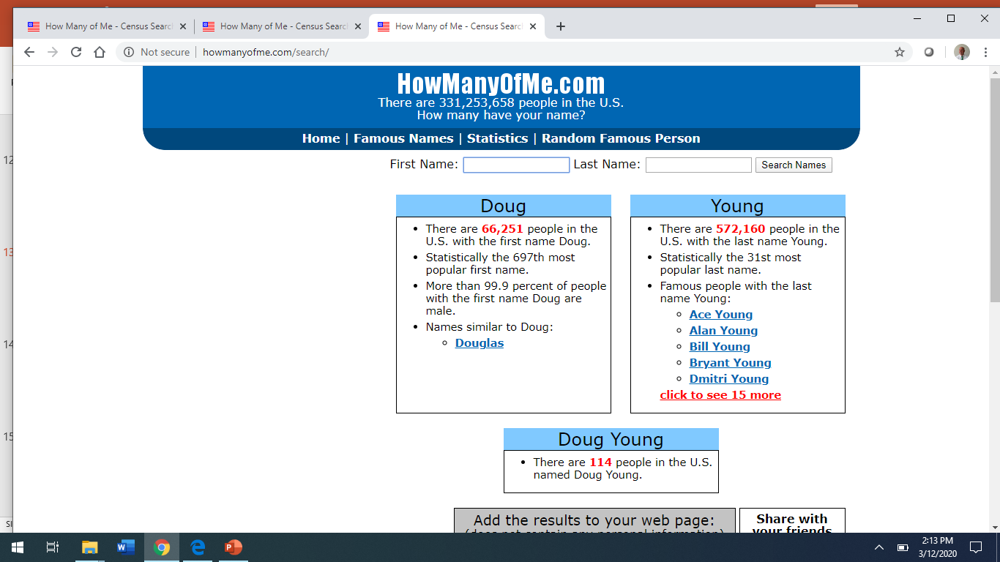 How Many of Me - Census Searc
How Many of Me - Census Searc
How Many of Me - Census Searc
Not secure
howmanyofme.com/search/
HowManyOfMe.com
There are 331,253,658 people in the U.S.
How many have your name?
Home | Famous Names | Statistics | Random Famous Person
First Name:
Last Name:
Search Names
Doug
• There are 66,251 people in the
U.S. with the first name Doug.
• Statistically the 697th most
popular first name.
• More than 99.9 percent of people
with the first name Doug are
male.
• Names similar to Doug:
Douglas
Young
• There are 572,160 people in the
U.S. with the last name Young.
• Statistically the 31st most
popular last name.
• Famous people with the last
name Young:
Ace Young
Alan Young
Bill Young
Bryant Young
Dmitri Young
click to see 15 more
Doug Young
• There are 114 people in the U.S.
named Doug Young.
Add the results to your web page:
(does not contain any personal information)
Share with
your friends
12
13
14
15
Sl
2:13 PM
3/12/2020